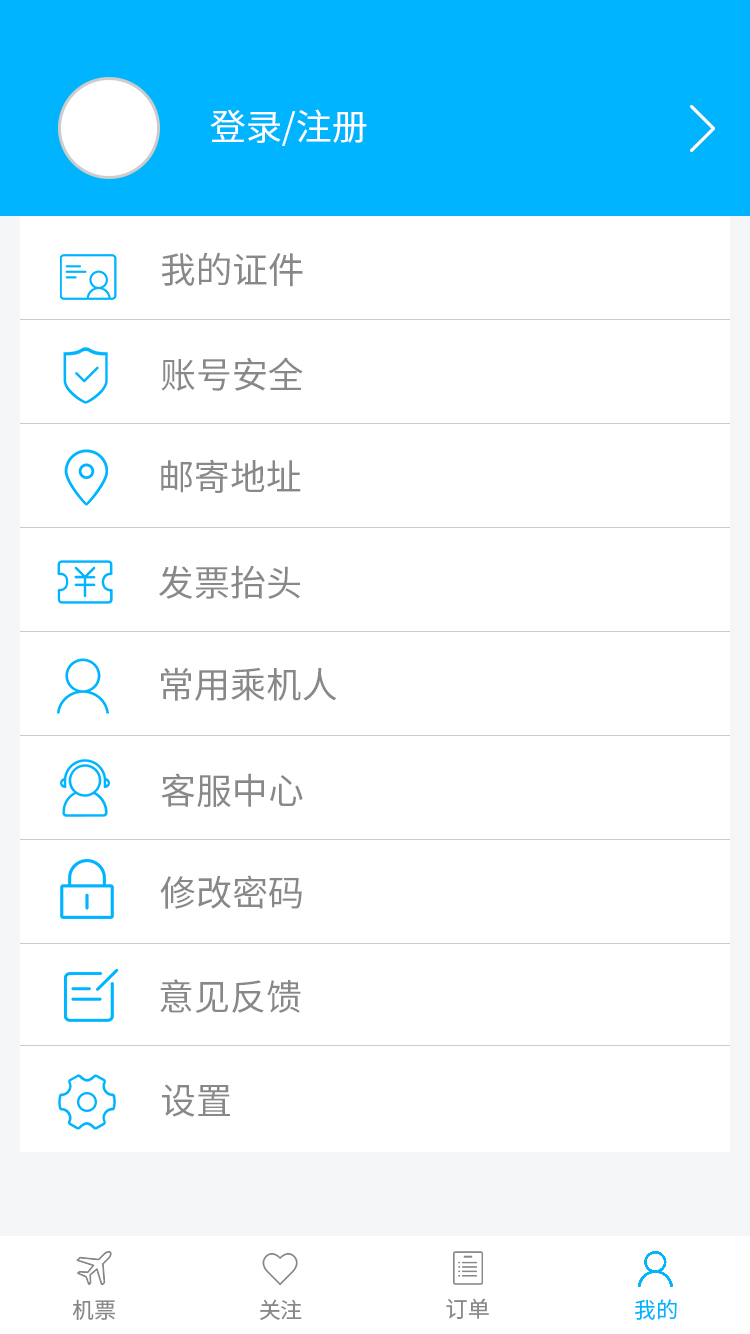 登录/注册
我的证件
账号安全
邮寄地址
发票抬头
常用乘机人
客服中心
修改密码
意见反馈
设置
机票
关注
订单
我的